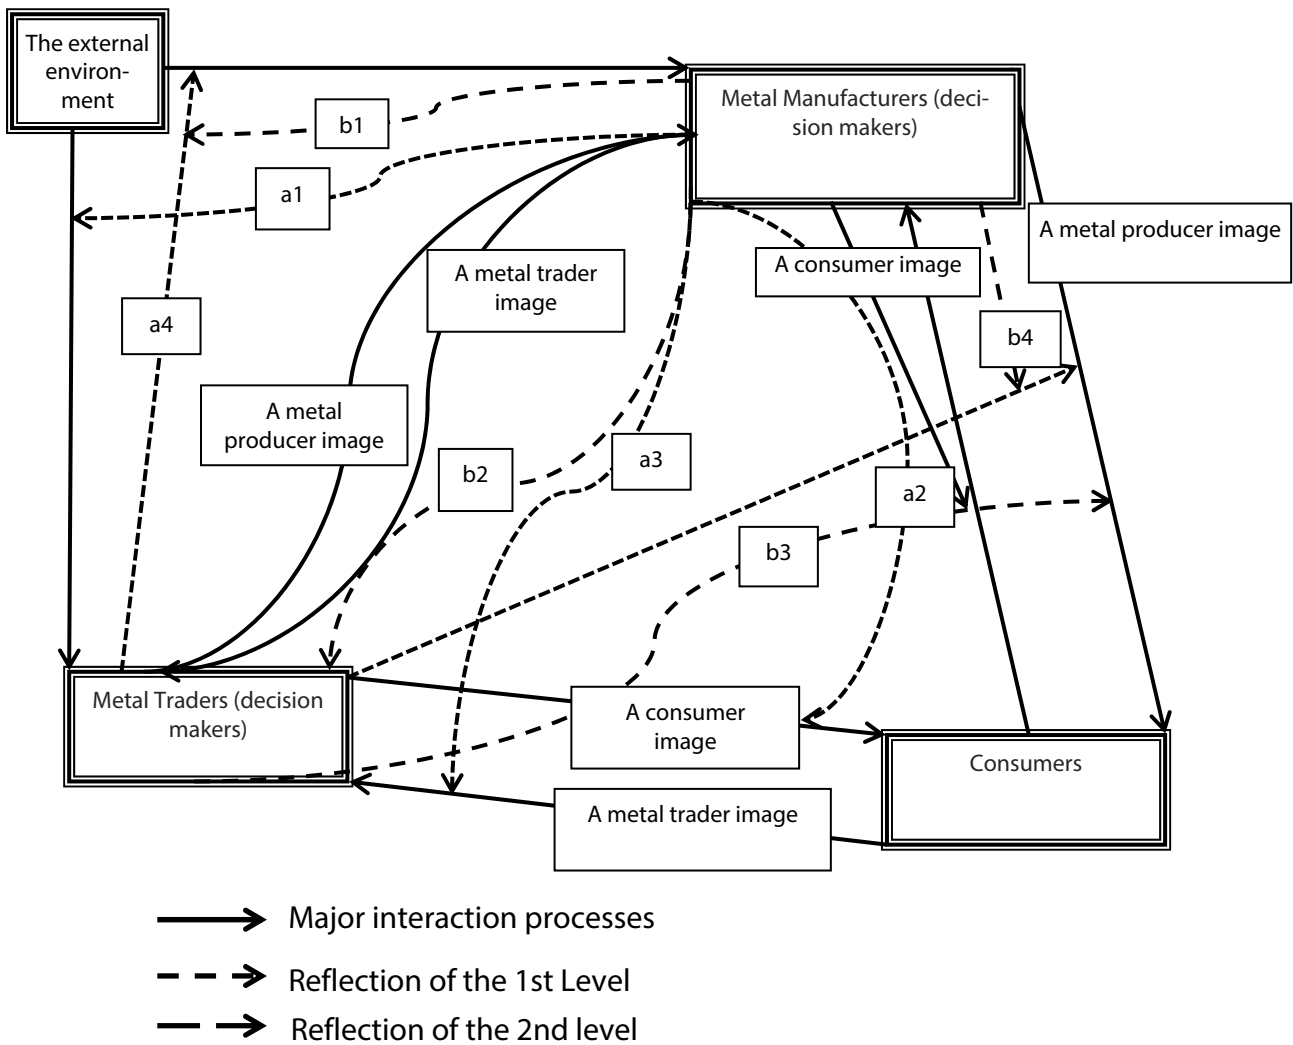 The external
environ-
ment
Metal Manufacturers (deci-
sion makers)
b1
a1
A metal producer image
A metal trader
image
A consumer image
a4
b4
A metal
producer image
b2
a3
a2
b3
Metal Traders (decision
makers)
A consumer
image
Consumers
A metal trader image
Major interaction processes
Reflection of the 1st Level
Reflection of the 2nd level